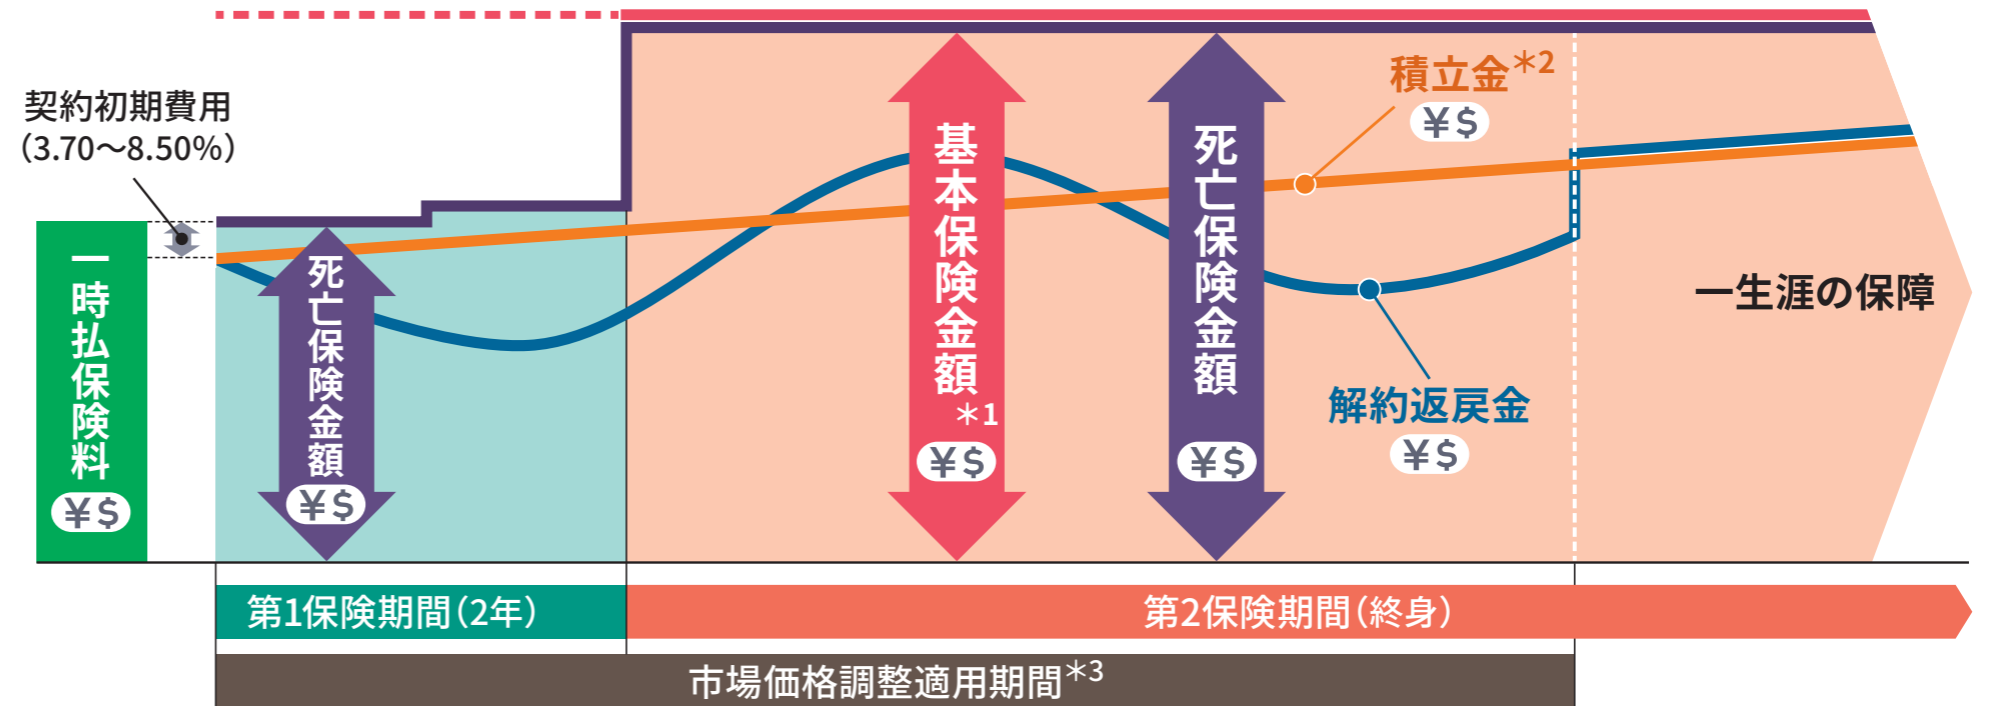 契約初期費用
（3.70～8.50%）
一時払保険料
¥$
死亡保険金額
¥$
基本保険金額
＊1
¥$
死亡保険金額
¥$
積立金＊2
¥$
解約返戻金
¥$
一生涯の保障
第1保険期間（2年）
第2保険期間（終身）
市場価格調整適用期間＊3